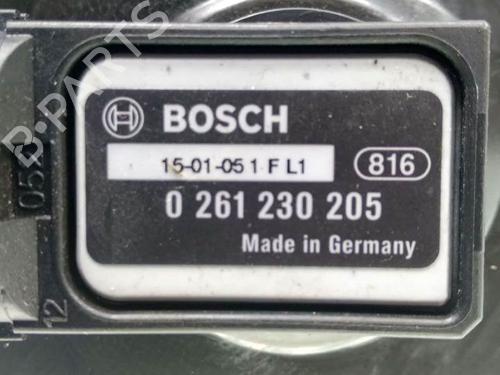 BOSCH
15-01-05 1 F L1
816
0 261 230 205
Made in Germany
12
B-PARTS